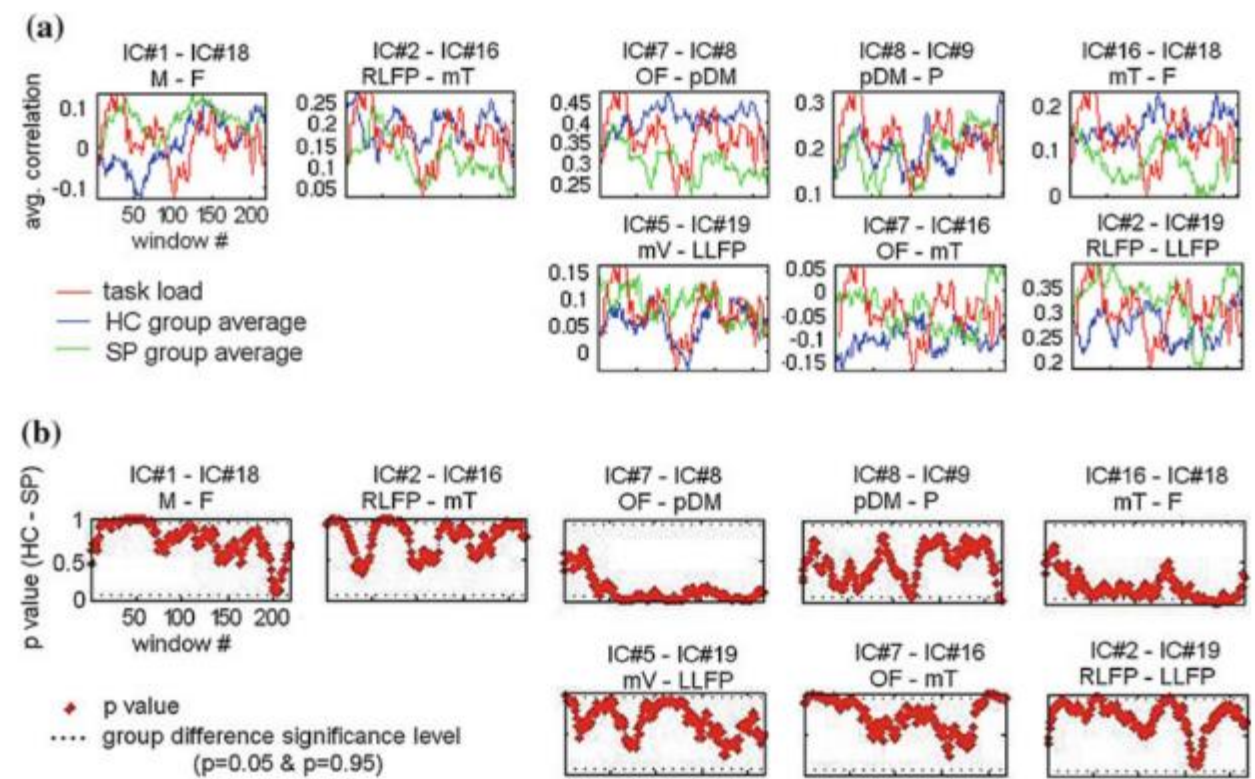 (a)
IC#1 - IC#18
M - F
IC#2 - IC#16
RLFP - mT
IC#7 - IC#8
OF - pDM
IC#8 - IC#9
pDM - P
IC#16 - IC#18
mT - F
avg. correlation
0.1
0
-0.1
50 100 150 200
window #
0.25
0.2
0.15
0.1
0.05
0.45
0.4
0.35
0.3
0.25
0.3
0.2
0.1
0.2
0.1
0
IC#5 - IC#19
mV - LLFP
IC#7 - IC#16
OF - mT
IC#2 - IC#19
RLFP - LLFP
0.15
0.1
0.05
0
0.05
0
-0.05
-0.1
-0.15
0.35
0.3
0.25
0.2
task load
HC group average
SP group average
(b)
IC#1 - IC#18
M - F
IC#2 - IC#16
RLFP - mT
IC#7 - IC#8
OF - pDM
IC#8 - IC#9
pDM - P
IC#16 - IC#18
mT - F
p value (HC - SP)
1
0.5
0
50 100 150 200
window #
IC#5 - IC#19
mV - LLFP
IC#7 - IC#16
OF - mT
IC#2 - IC#19
RLFP - LLFP
p value
group difference significance level
(p=0.05 & p=0.95)